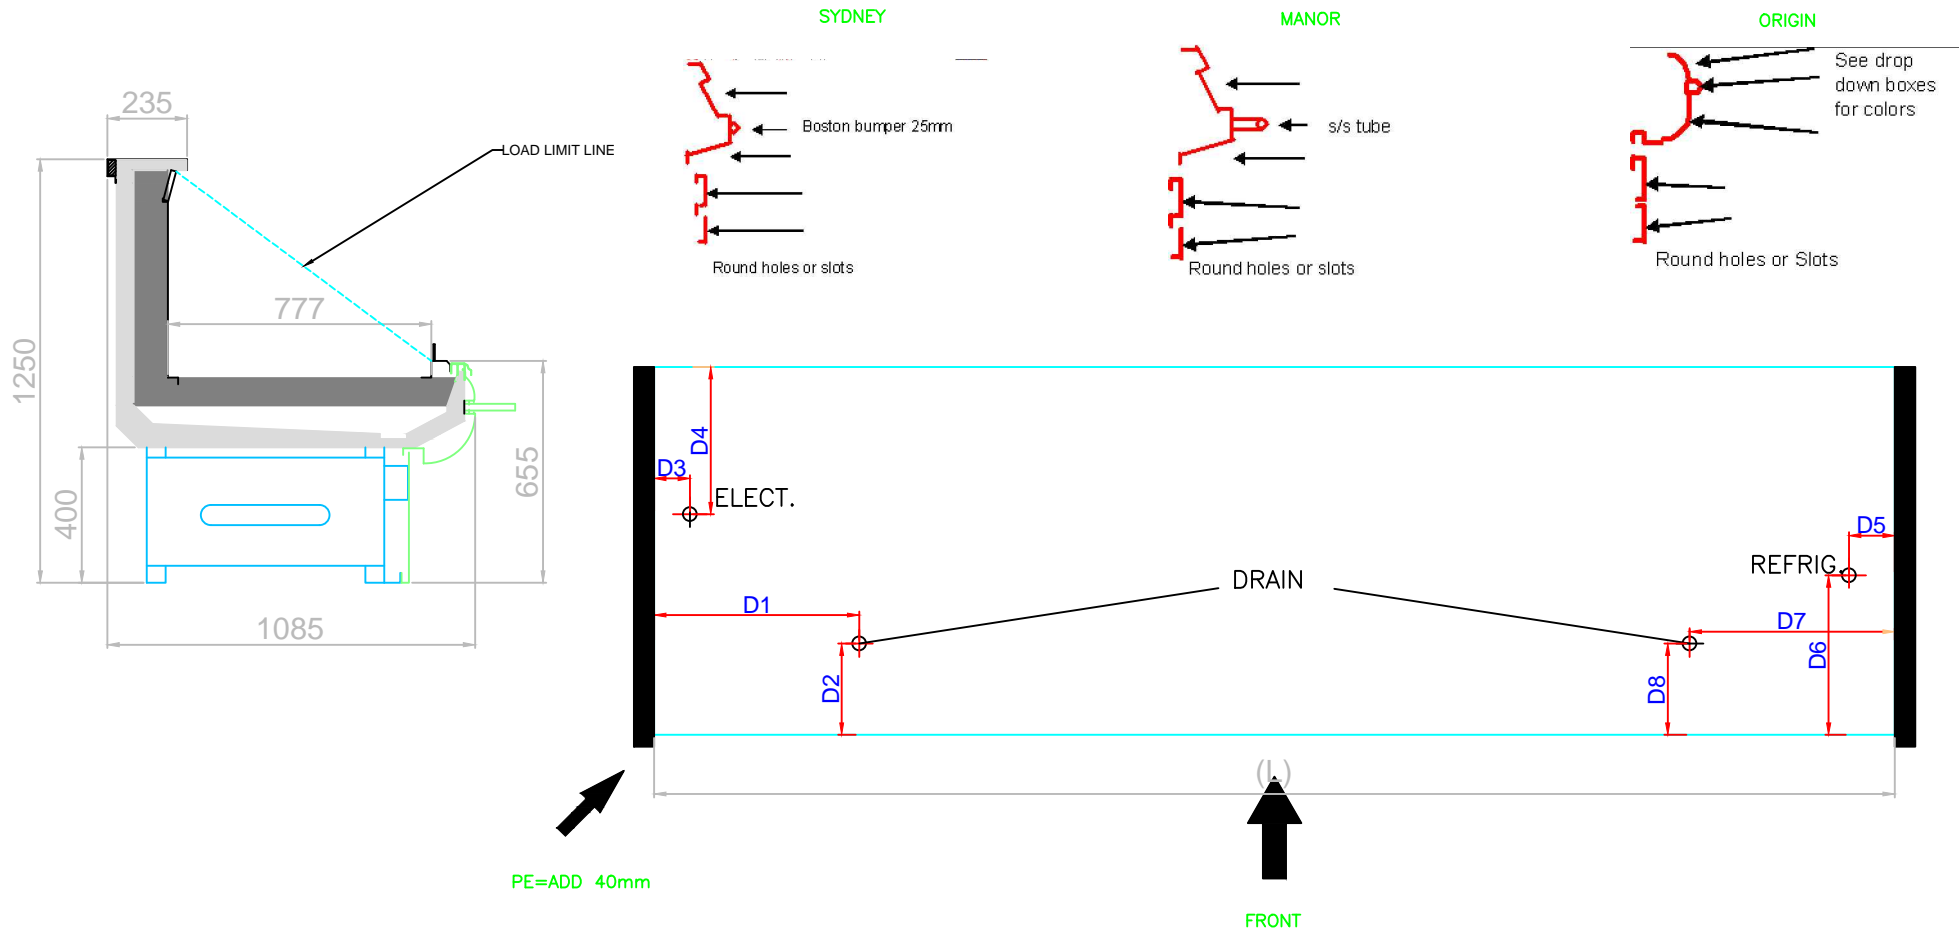 SYDNEY
MANOR
ORIGIN
See drop
down boxes
for colors
Boston bumper 25mm
s/s tube
Round holes or slots
Round holes or slots
Round holes or Slots
235
LOAD LIMIT LINE
777
1250
400
655
1085
D4
D3
ELECT.
D5
REFRIG.
DRAIN
D1
D7
D2
D8
D6
(L)
PE=ADD 40mm
FRONT